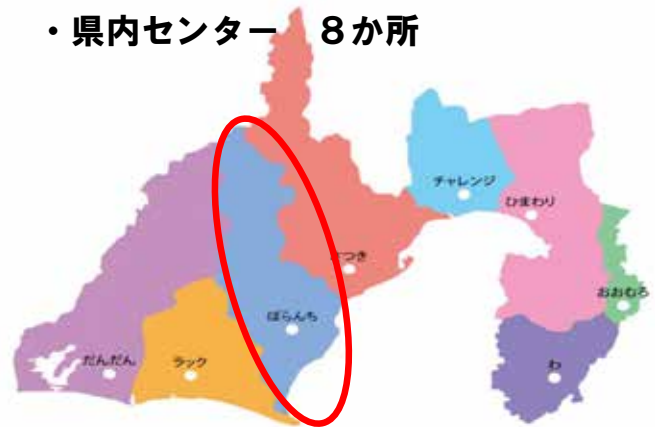 ・県内センター　８か所
チャレンジ
ひまわり
さつき
おおむろ
ぱらんち
だんだん
ラック
わ